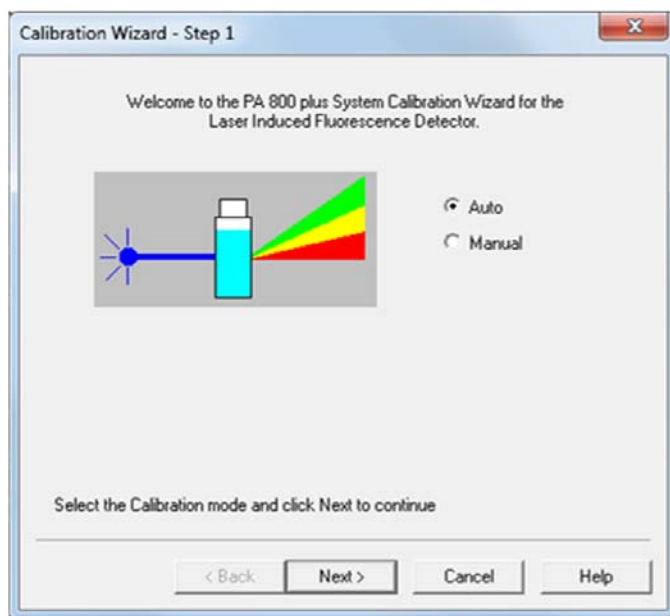 Calibration Wizard - Step 1
Welcome to the PA 800 plus System Calibration Wizard for the
Laser Induced Fluorescence Detector.
Auto
Manual
Select the Calibration mode and click Next to continue
< Back
Next >
Cancel
Help